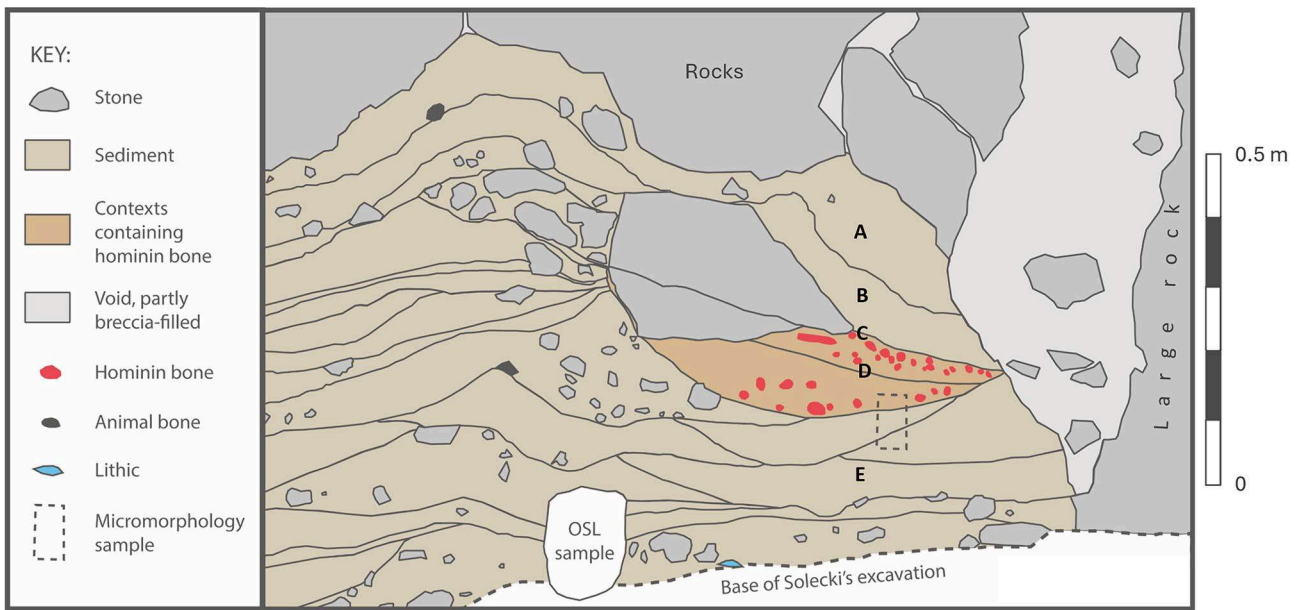 KEY:
Stone
Sediment
Contexts
containing
hominin bone
Void, partly
breccia-filled
Hominin bone
Animal bone
Lithic
Micromorphology
sample
Rocks
A
B
C
D
E
OSL
sample
Base of Solecki's excavation
Large rock
0.5 m
0